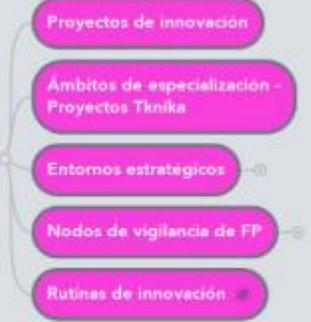 Proyectos de innovación
Ámbitos de especialización -
Proyectos Tknika
Entornos estratégicos
Nodos de vigilancia de FP
Rutinas de innovación